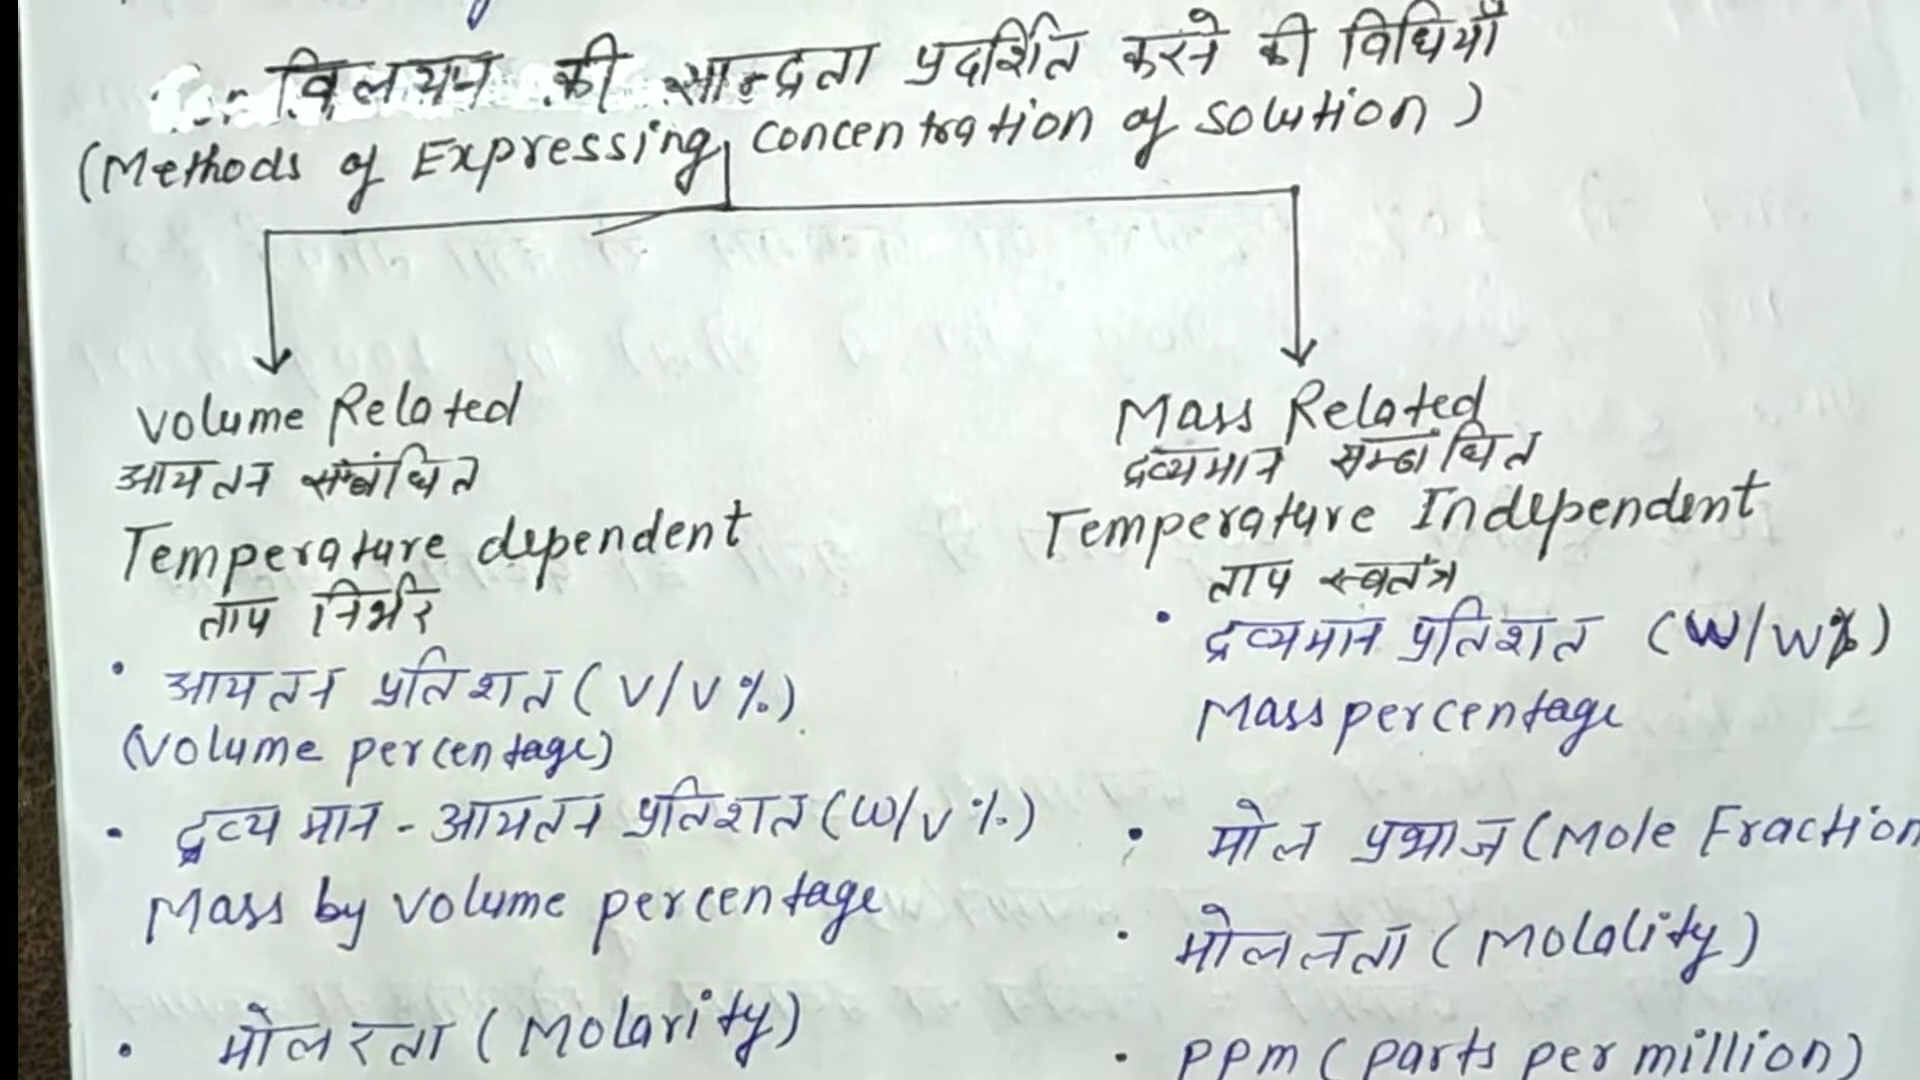 विलयन की सान्द्रता प्रदर्शित करने की विधियाँ
(Methods of Expressing concentration of solution)
Volume Related
आयतन संबंधित
Temperature dependent
ताप निर्भर
• आयतन प्रतिशत (V/V %)
(Volume percentage)
• द्रव्यमान - आयतन प्रतिशत (W/V %)
Mass by volume percentage
• मोलरता (Molarity)
Mass Related
द्रव्यमान सम्बंधित
Temperature Independent
ताप स्वतंत्र
• द्रव्यमान प्रतिशत (W/W%)
Mass percentage
• मोल प्रभाज (Mole Fraction
• मोललता (Molality)
• PPm (parts per million)